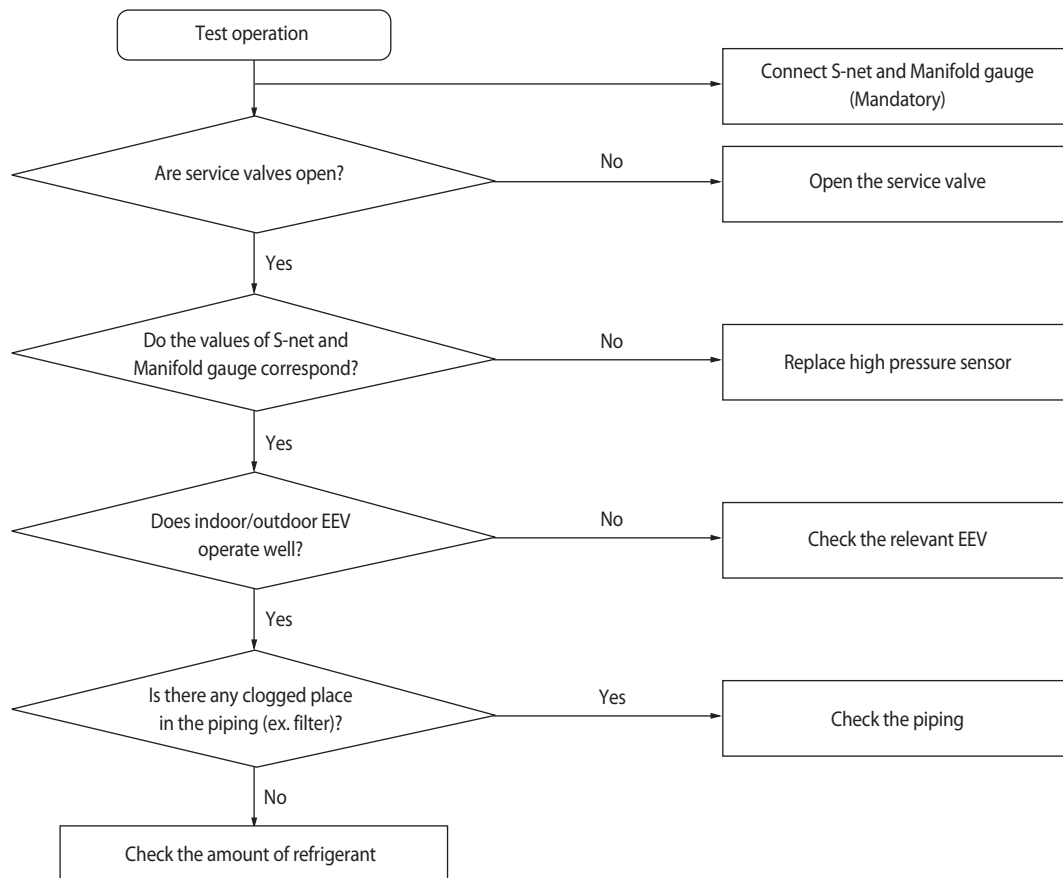 Test operation
Connect S-net and Manifold gauge
(Mandatory)
Are service valves open?
No
Open the service valve
Yes
Do the values of S-net and
Manifold gauge correspond?
No
Replace high pressure sensor
Yes
Does indoor/outdoor EEV
operate well?
No
Check the relevant EEV
Yes
Is there any clogged place
in the piping (ex. filter)?
Yes
Check the piping
No
Check the amount of refrigerant